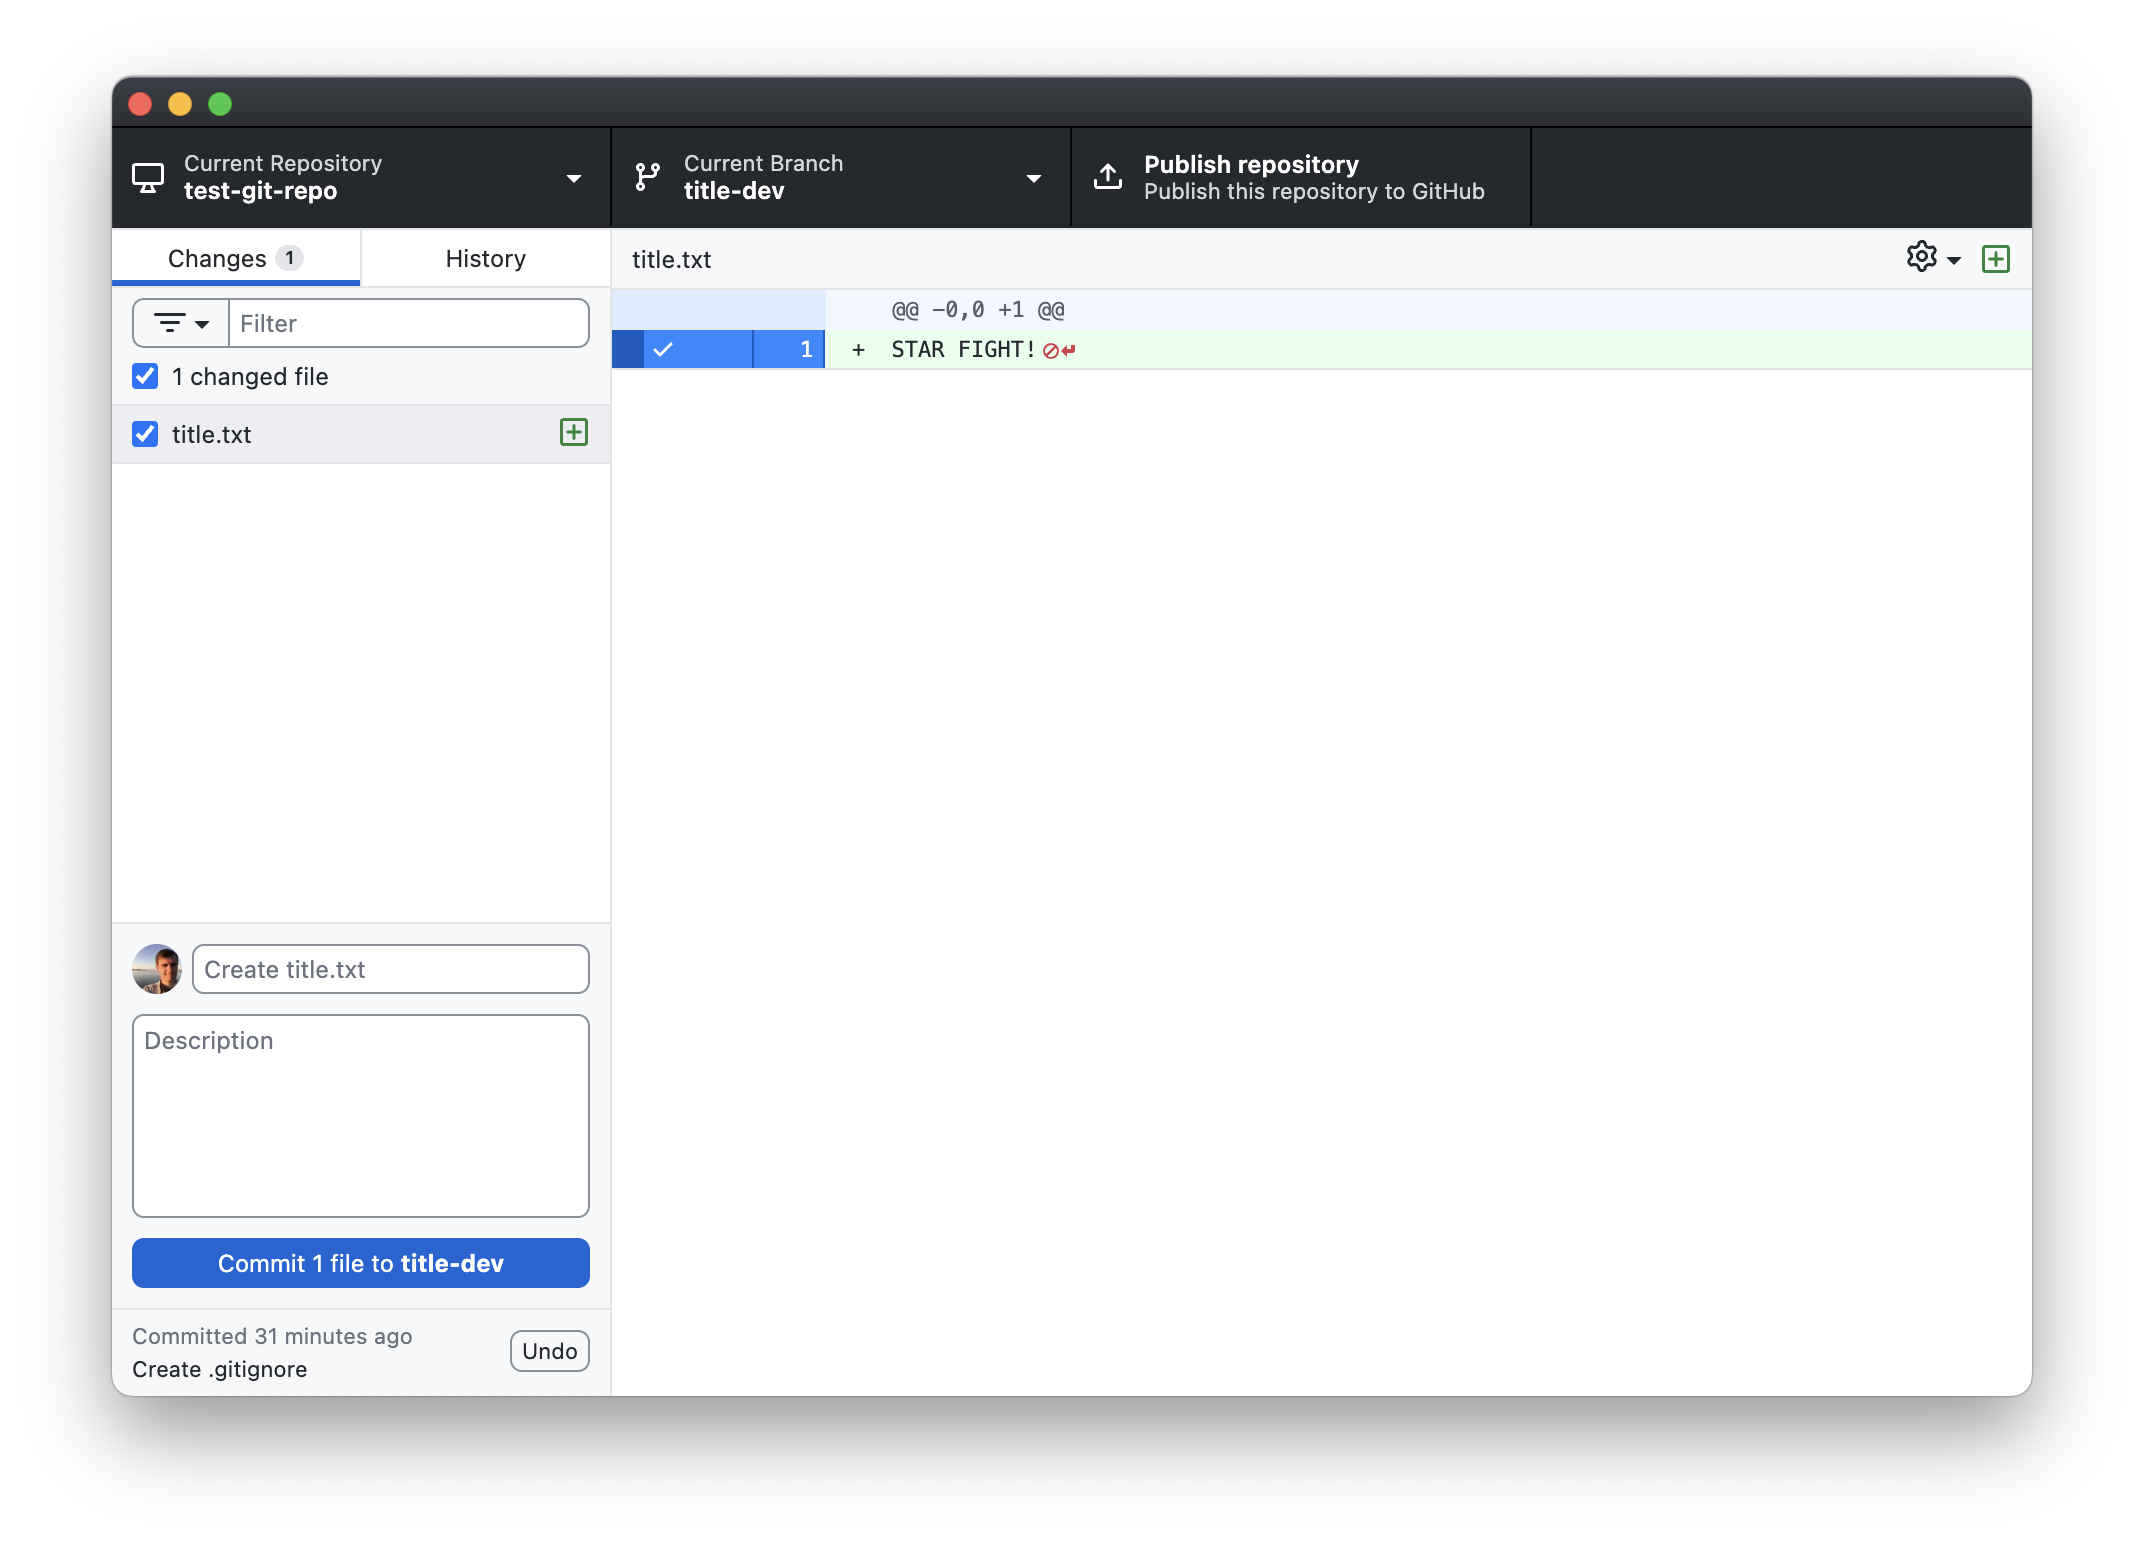 Current Repository
test-git-repo
Current Branch
title-dev
Publish repository
Publish this repository to GitHub
Changes 1
History
title.txt
Filter
1 changed file
title.txt
@@ -0,0 +1 @@
1 + STAR FIGHT!
Create title.txt
Description
Commit 1 file to title-dev
Committed 31 minutes ago
Create .gitignore
Undo